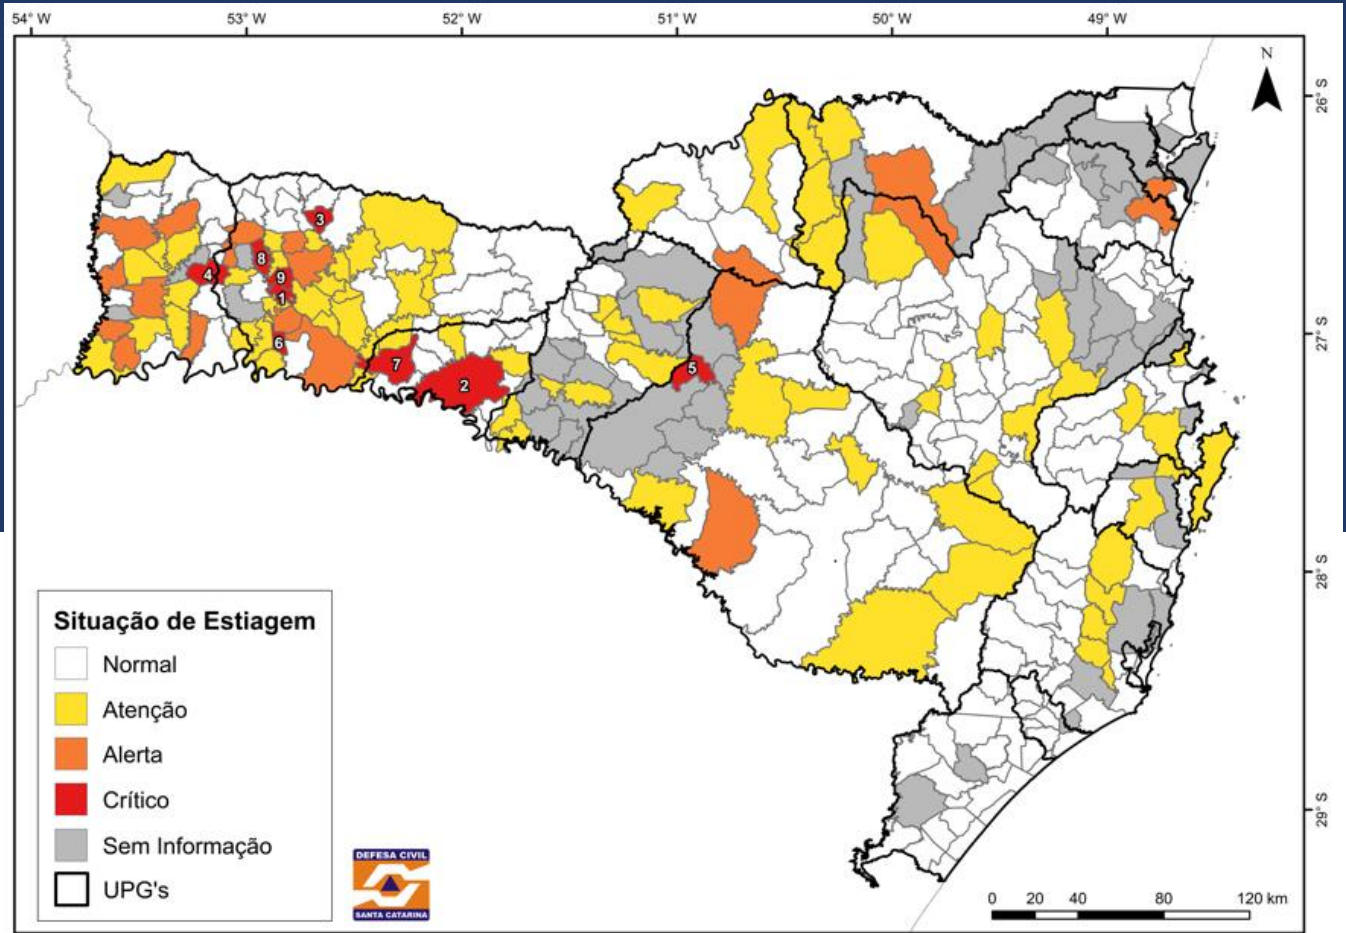 54° W
53° W
52° W
51° W
50° W
49° W
N
26° S
3
8
4
9
1
6
7
2
5
27° S
28° S
29° S
Situação de Estiagem
Normal
Atenção
Alerta
Crítico
Sem Informação
UPG's
DEFESA CIVIL
SANTA CATARINA
0 20 40 80 120 km